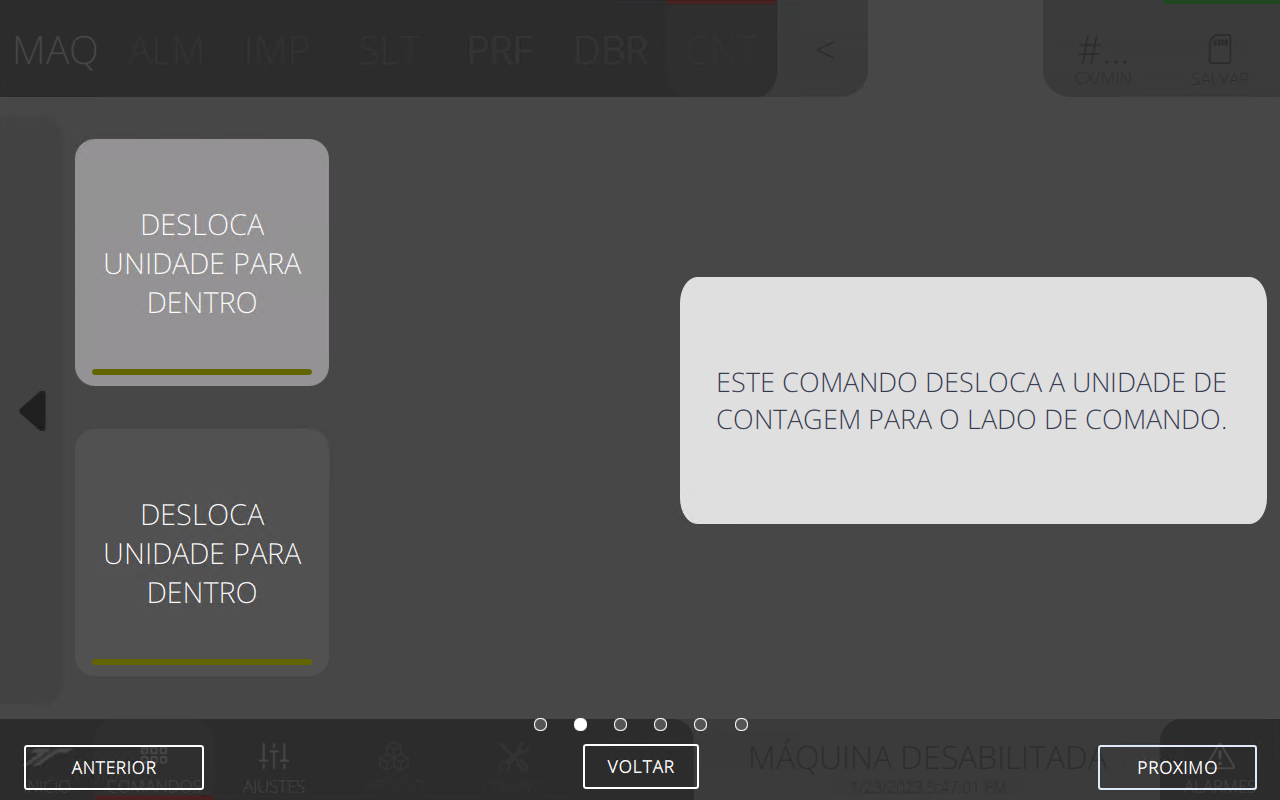 MAQ ALM IMP SLT PRF DBR CNT <
#... 
CX/MIN SALVAR
DESLOCA
UNIDADE PARA
DENTRO
ESTE COMANDO DESLOCA A UNIDADE DE
CONTAGEM PARA O LADO DE COMANDO.
DESLOCA
UNIDADE PARA
DENTRO
MÁQUINA DESABILITADA
1/23/2023 5:47:01 PM
ANTERIOR VOLTAR PROXIMO
INICIO COMANDOS AJUSTES ALARMES